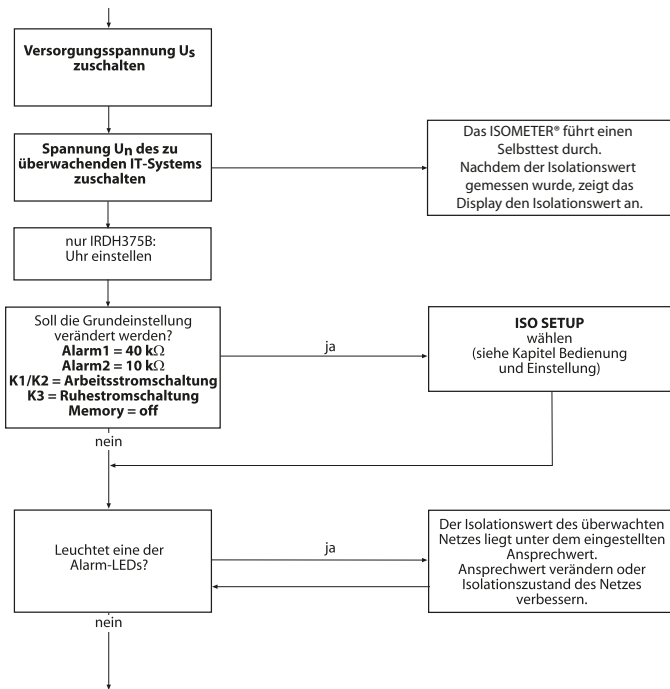 Versorgungsspannung Us
zuschalten
Spannung Un des zu
überwachenden IT-Systems
zuschalten
Das ISOMETER® führt einen
Selbsttest durch.
Nachdem der Isolationswert
gemessen wurde, zeigt das
Display den Isolationswert an.
nur IRDH375B:
Uhr einstellen
Soll die Grundeinstellung
verändert werden?
Alarm1 = 40 kΩ
Alarm2 = 10 kΩ
K1/K2 = Arbeitsstromschaltung
K3 = Ruhestromschaltung
Memory = off
ja
ISO SETUP
wählen
(siehe Kapitel Bedienung
und Einstellung)
nein
Leuchtet eine der
Alarm-LEDs?
ja
Der Isolationswert des überwachten
Netzes liegt unter dem eingestellten
Ansprechwert.
Ansprechwert verändern oder
Isolationszustand des Netzes
verbessern.
nein